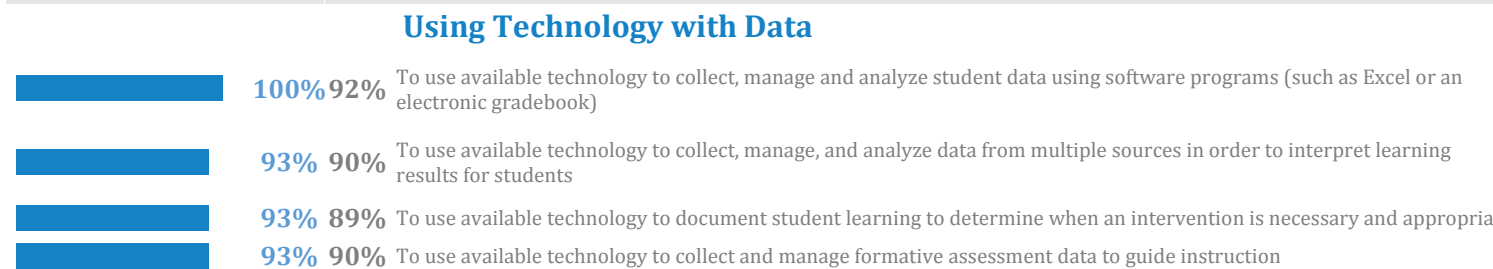 Using Technology with Data
100% 92% To use available technology to collect, manage and analyze student data using software programs (such as Excel or an
electronic gradebook)
93% 90% To use available technology to collect, manage, and analyze data from multiple sources in order to interpret learning
results for students
93% 89% To use available technology to document student learning to determine when an intervention is necessary and appropria
93% 90% To use available technology to collect and manage formative assessment data to guide instruction